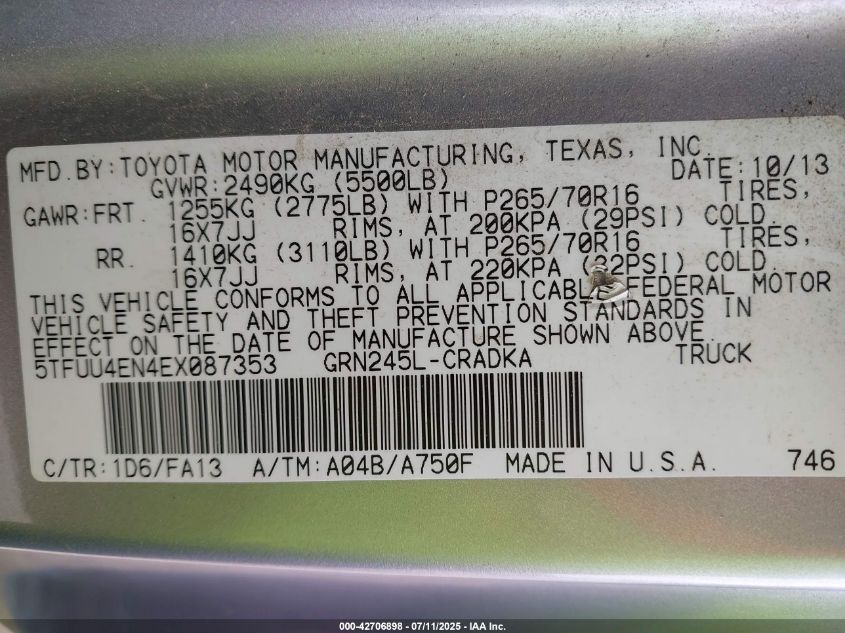 MFD.BY:TOYOTA MOTOR MANUFACTURING, TEXAS, INC. DATE:10/13
GVWR:2490KG (5500LB)
GAWR:FRT. 1255KG (2775LB) WITH P265/70R16 TIRES,
16X7JJ RIMS, AT 200KPA (29PSI) COLD.
RR. 1410KG (3110LB) WITH P265/70R16 TIRES,
16X7JJ RIMS, AT 220KPA (32PSI) COLD.
THIS VEHICLE CONFORMS TO ALL APPLICABLE FEDERAL MOTOR
VEHICLE SAFETY AND THEFT PREVENTION STANDARDS IN
EFFECT ON THE DATE OF MANUFACTURE SHOWN ABOVE.
5TFUU4EN4EX087353 GRN245L-CRADKA TRUCK
C/TR:1D6/FA13 A/TM:A04B/A750F MADE IN U.S.A. 746
000-42706898 - 07/11/2025 - IAA Inc.